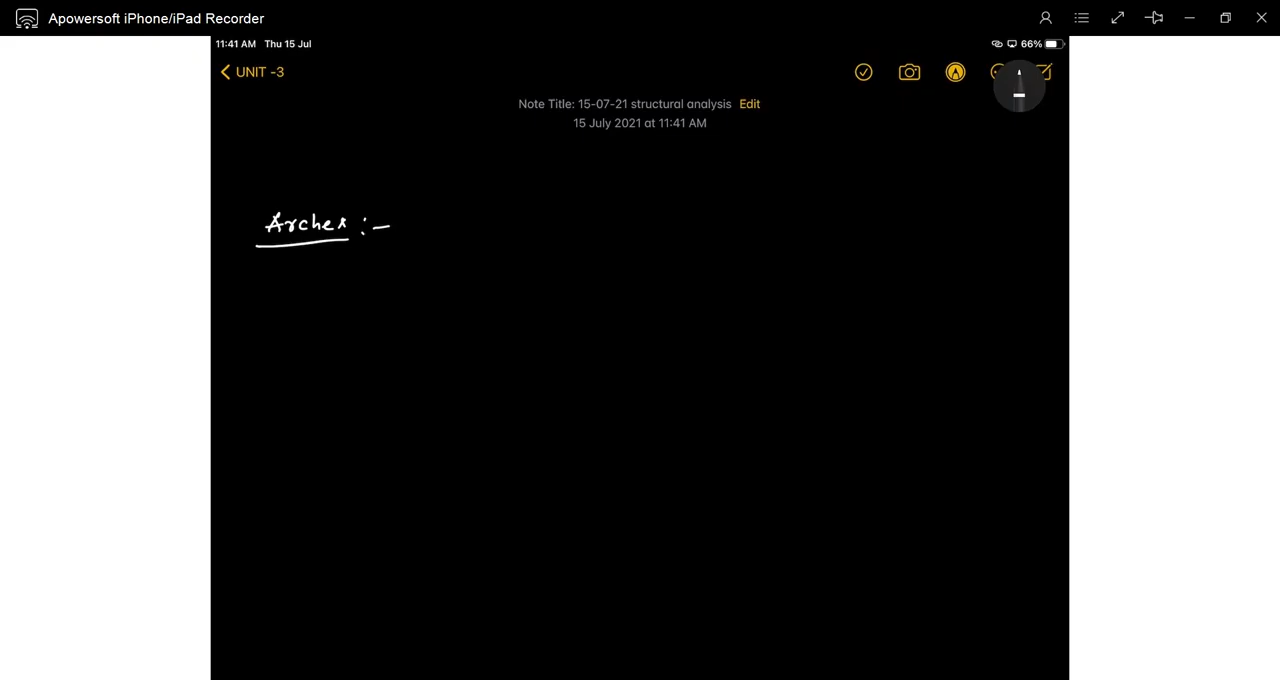 Apowersoft iPhone/iPad Recorder
11:41 AM Thu 15 Jul
66%
UNIT -3
Note Title: 15-07-21 structural analysis Edit
15 July 2021 at 11:41 AM
Arches :-